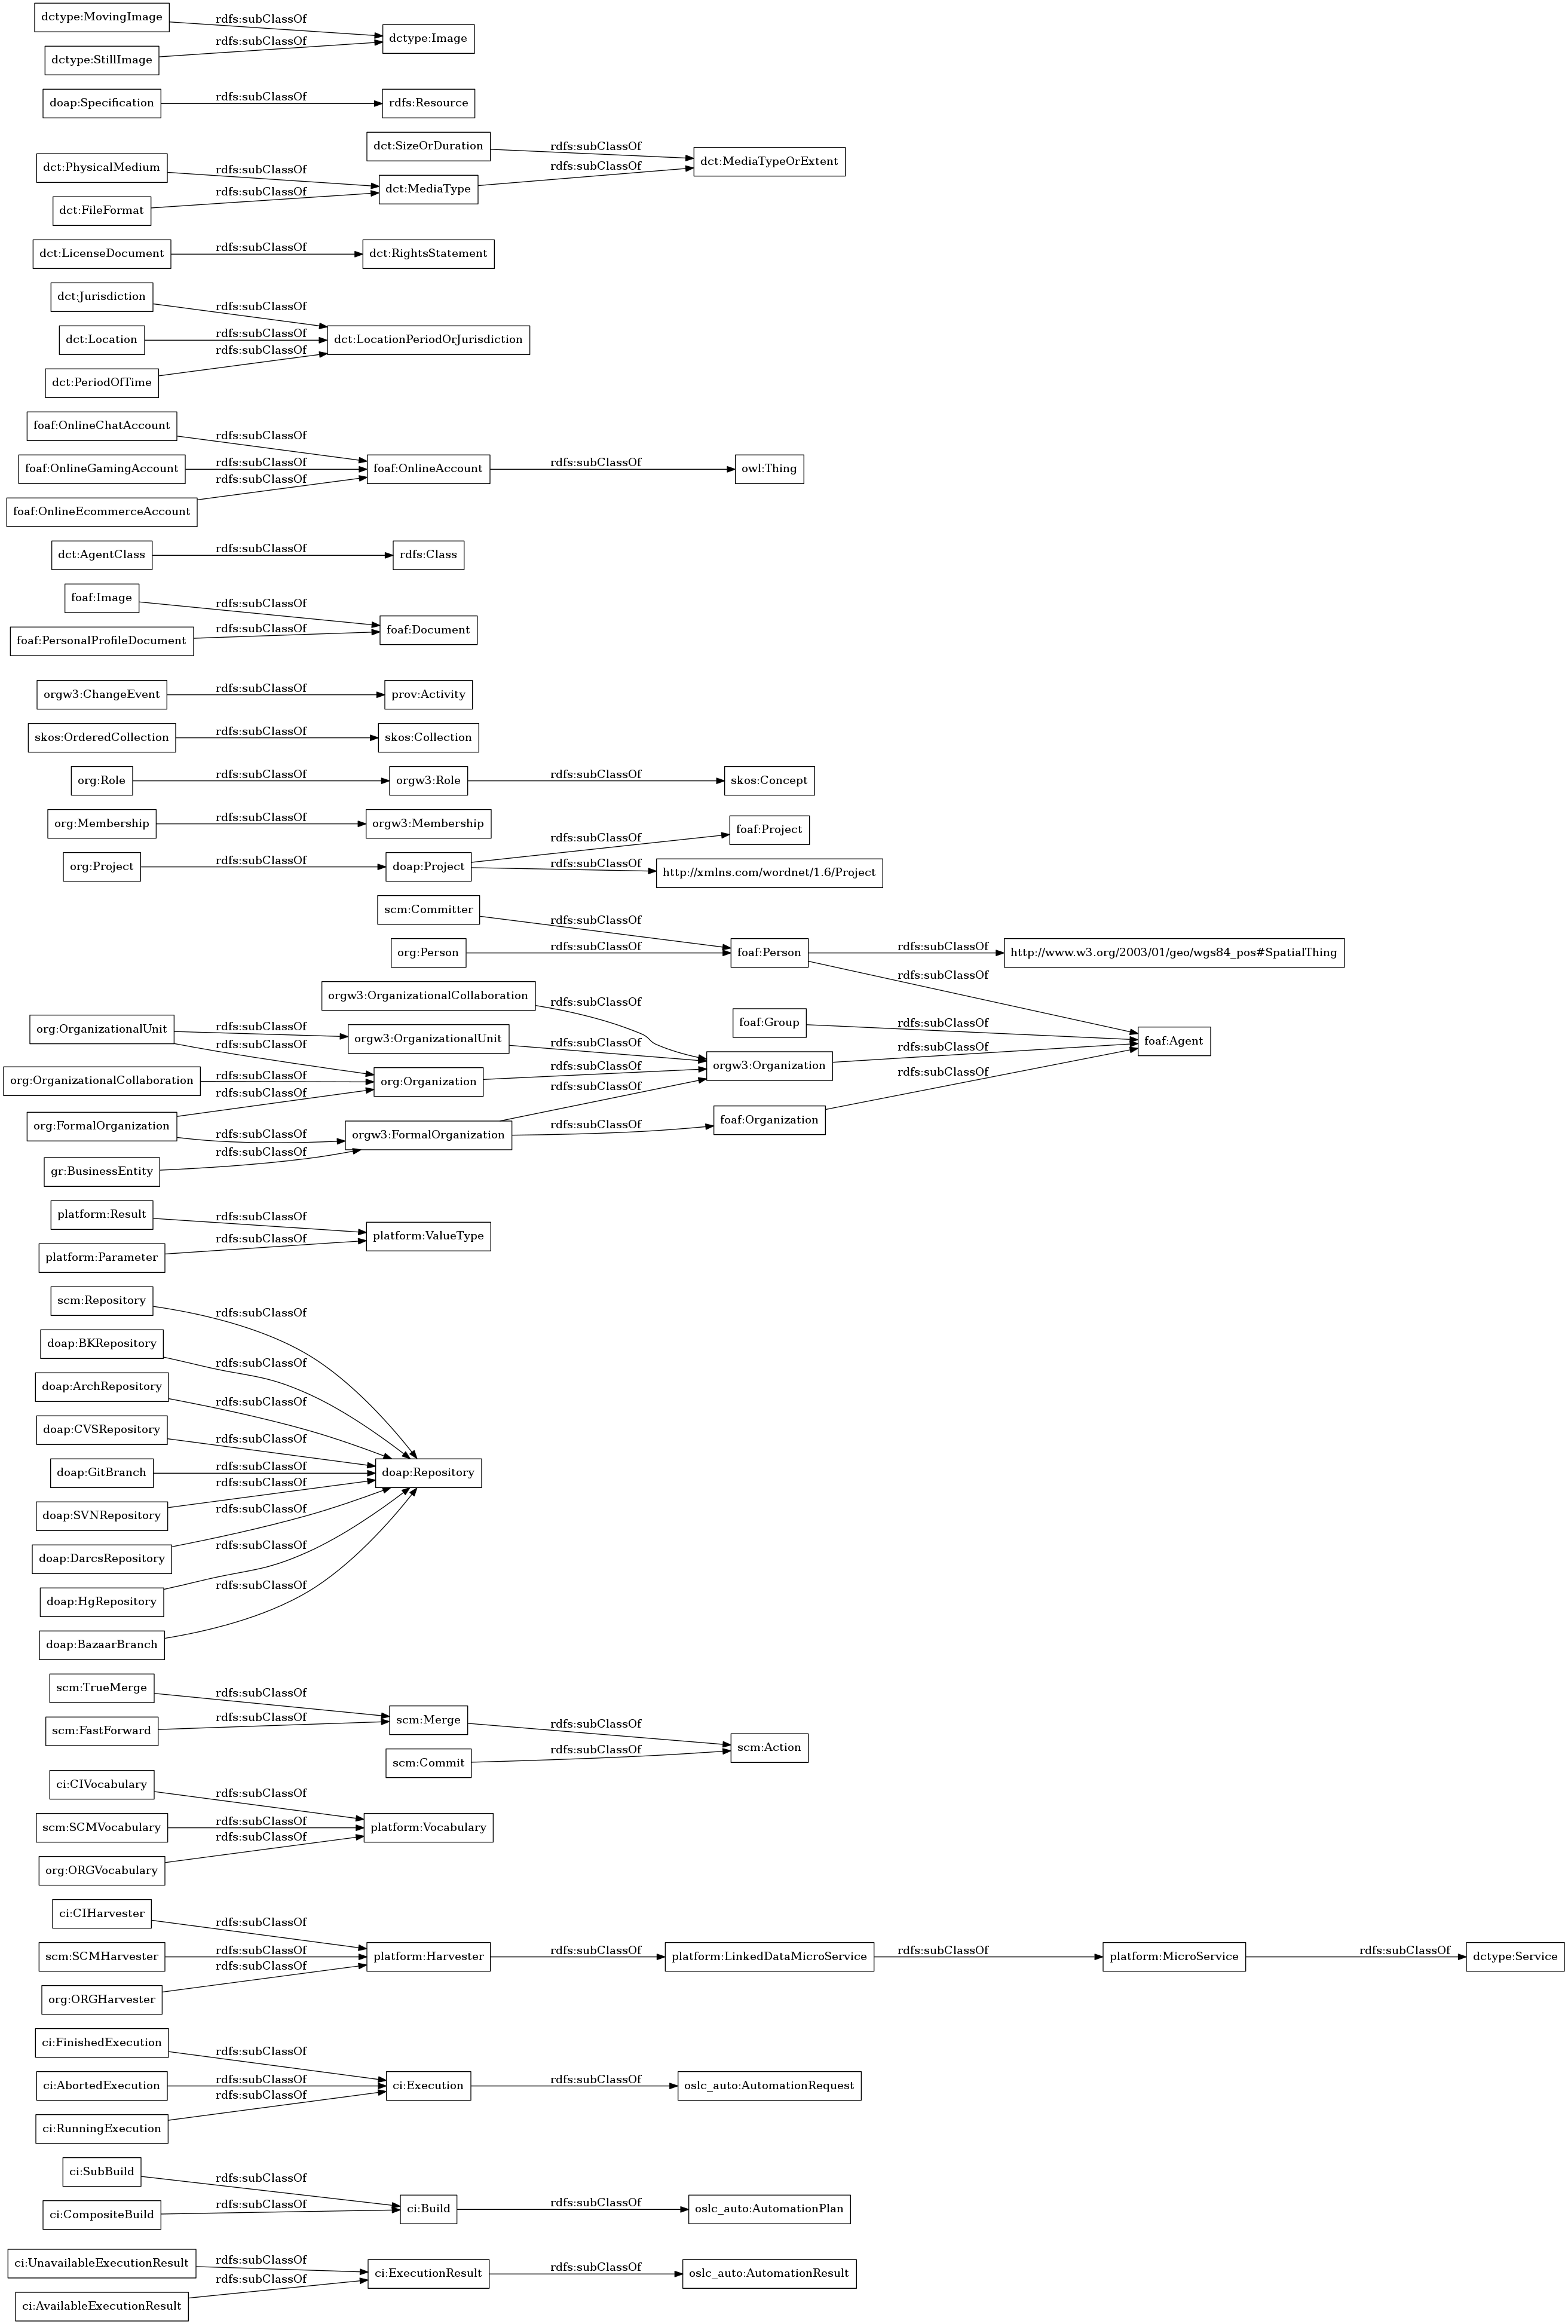 dctype:MovingImage
rdfs:subClassOf
dctype:Image
rdfs:subClassOf
dctype:StillImage
doap:Specification
rdfs:subClassOf
rdfs:Resource
dct:SizeOrDuration
rdfs:subClassOf
dct:MediaTypeOrExtent
dct:PhysicalMedium
rdfs:subClassOf
rdfs:subClassOf
dct:MediaType
rdfs:subClassOf
dct:FileFormat
dct:LicenseDocument
rdfs:subClassOf
dct:RightsStatement
dct:Jurisdiction
rdfs:subClassOf
dct:Location
rdfs:subClassOf
dct:LocationPeriodOrJurisdiction
rdfs:subClassOf
dct:PeriodOfTime
foaf:OnlineChatAccount
rdfs:subClassOf
foaf:OnlineGamingAccount
rdfs:subClassOf
foaf:OnlineAccount
rdfs:subClassOf
owl:Thing
rdfs:subClassOf
foaf:OnlineEcommerceAccount
dct:AgentClass
rdfs:subClassOf
rdfs:Class
foaf:Image
rdfs:subClassOf
foaf:Document
rdfs:subClassOf
foaf:PersonalProfileDocument
orgw3:ChangeEvent
rdfs:subClassOf
prov:Activity
skos:OrderedCollection
rdfs:subClassOf
skos:Collection
org:Role
rdfs:subClassOf
orgw3:Role
rdfs:subClassOf
skos:Concept
org:Membership
rdfs:subClassOf
orgw3:Membership
foaf:Project
rdfs:subClassOf
org:Project
rdfs:subClassOf
doap:Project
rdfs:subClassOf
http://xmlns.com/wordnet/1.6/Project
scm:Committer
rdfs:subClassOf
org:Person
rdfs:subClassOf
foaf:Person
rdfs:subClassOf
http://www.w3.org/2003/01/geo/wgs84_pos#SpatialThing
rdfs:subClassOf
orgw3:OrganizationalCollaboration
rdfs:subClassOf
foaf:Group
rdfs:subClassOf
org:OrganizationalUnit
rdfs:subClassOf
orgw3:OrganizationalUnit
rdfs:subClassOf
foaf:Agent
rdfs:subClassOf
rdfs:subClassOf
orgw3:Organization
rdfs:subClassOf
rdfs:subClassOf
org:OrganizationalCollaboration
rdfs:subClassOf
org:Organization
rdfs:subClassOf
rdfs:subClassOf
rdfs:subClassOf
org:FormalOrganization
rdfs:subClassOf
orgw3:FormalOrganization
rdfs:subClassOf
foaf:Organization
rdfs:subClassOf
gr:BusinessEntity
platform:Result
rdfs:subClassOf
platform:ValueType
rdfs:subClassOf
platform:Parameter
scm:Repository
rdfs:subClassOf
doap:BKRepository
rdfs:subClassOf
doap:ArchRepository
rdfs:subClassOf
doap:CVSRepository
rdfs:subClassOf
doap:GitBranch
rdfs:subClassOf
doap:Repository
rdfs:subClassOf
doap:SVNRepository
rdfs:subClassOf
doap:DarcsRepository
rdfs:subClassOf
doap:HgRepository
rdfs:subClassOf
doap:BazaarBranch
scm:TrueMerge
rdfs:subClassOf
scm:FastForward
rdfs:subClassOf
scm:Merge
rdfs:subClassOf
scm:Action
scm:Commit
rdfs:subClassOf
ci:CIVocabulary
rdfs:subClassOf
scm:SCMVocabulary
rdfs:subClassOf
platform:Vocabulary
rdfs:subClassOf
org:ORGVocabulary
ci:CIHarvester
rdfs:subClassOf
scm:SCMHarvester
rdfs:subClassOf
platform:Harvester
rdfs:subClassOf
platform:LinkedDataMicroService
rdfs:subClassOf
platform:MicroService
rdfs:subClassOf
dctype:Service
rdfs:subClassOf
org:ORGHarvester
ci:FinishedExecution
rdfs:subClassOf
ci:AbortedExecution
rdfs:subClassOf
ci:Execution
rdfs:subClassOf
oslc_auto:AutomationRequest
rdfs:subClassOf
ci:RunningExecution
ci:SubBuild
rdfs:subClassOf
ci:CompositeBuild
rdfs:subClassOf
ci:Build
rdfs:subClassOf
oslc_auto:AutomationPlan
ci:UnavailableExecutionResult
rdfs:subClassOf
ci:ExecutionResult
rdfs:subClassOf
oslc_auto:AutomationResult
rdfs:subClassOf
ci:AvailableExecutionResult